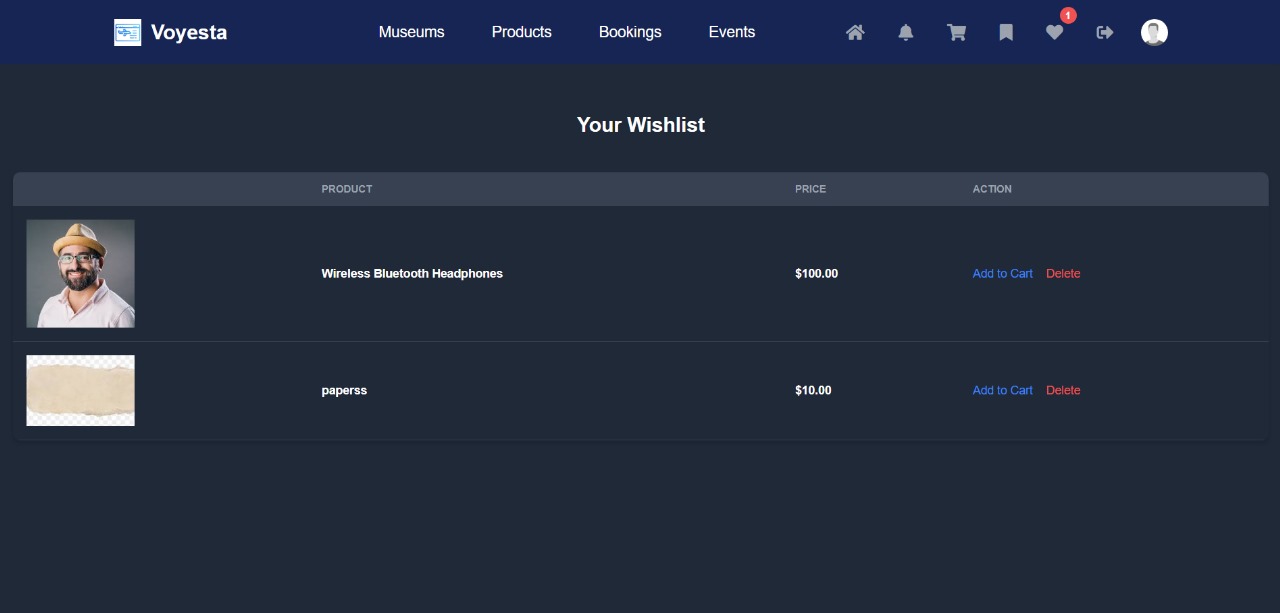 Voyesta
Museums Products Bookings Events
1
Your Wishlist
PRODUCT PRICE ACTION
Wireless Bluetooth Headphones $100.00 Add to Cart Delete
paperss $10.00 Add to Cart Delete